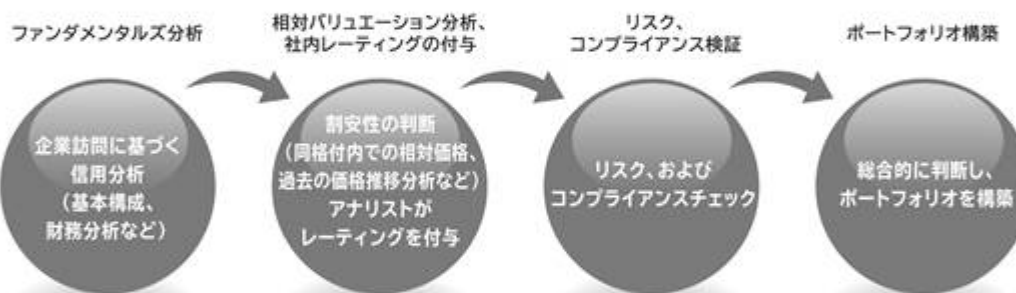 ファンダメンタルズ分析
相対バリュエーション分析、
社内レーティングの付与
リスク、
コンプライアンス検証
ポートフォリオ構築
企業訪問に基づく
信用分析
(基本構成、
財務分析など)
割安性の判断
(同格付内での相対価格、
過去の価格推移分析など)
アナリストが
レーティングを付与
リスク、および
コンプライアンスチェック
総合的に判断し、
ポートフォリオを構築